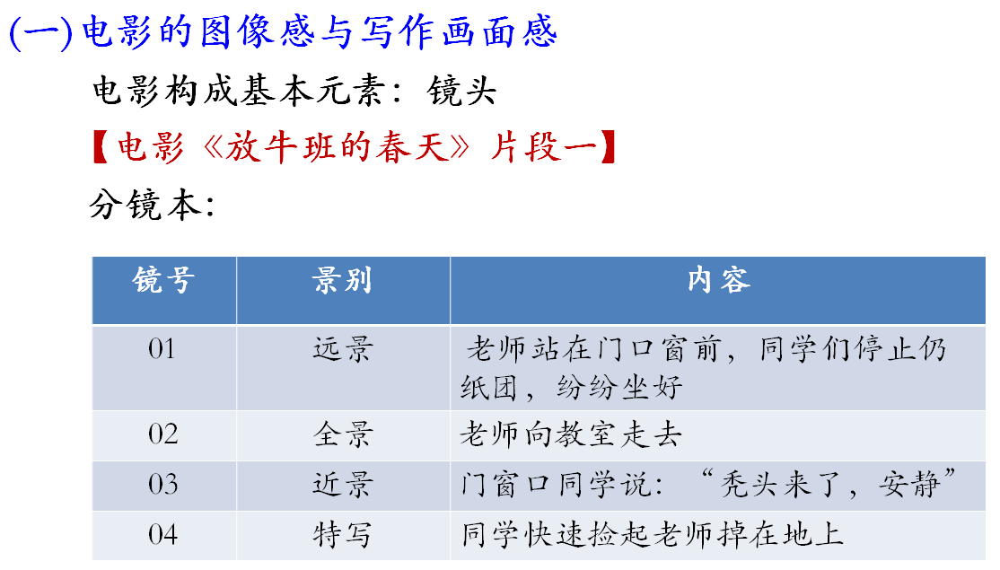 (一)电影的图像感与写作画面感
电影构成基本元素：镜头
【电影《放牛班的春天》片段一】
分镜本：
镜号 景别 内容
01 远景 老师站在门口窗前，同学们停止仍
纸团，纷纷坐好
02 全景 老师向教室走去
03 近景 门窗口同学说：“秃头来了，安静”
04 特写 同学快速捡起老师掉在地上